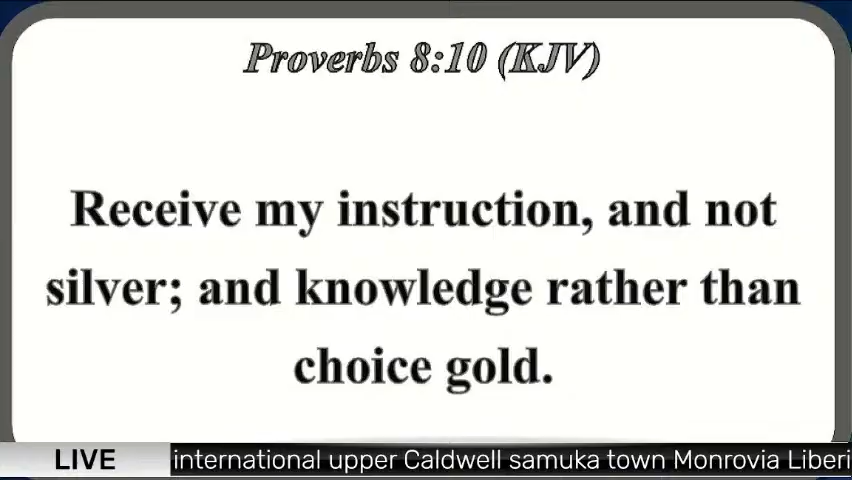 Proverbs 8:10 (KJV)
Receive my instruction, and not
silver; and knowledge rather than
choice gold.
LIVE international upper Caldwell samuka town Monrovia Liberi